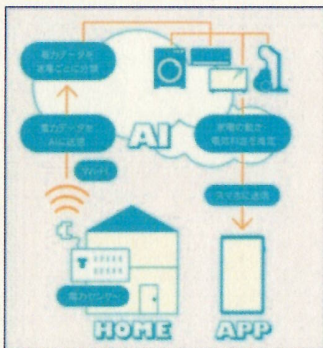 電力データを
家電ごとに分類
電力データを
AIに送信
Wi-Fi
AI
家電の動き
電気料金を推定
スマホに送信
電力センサー
HOME
APP